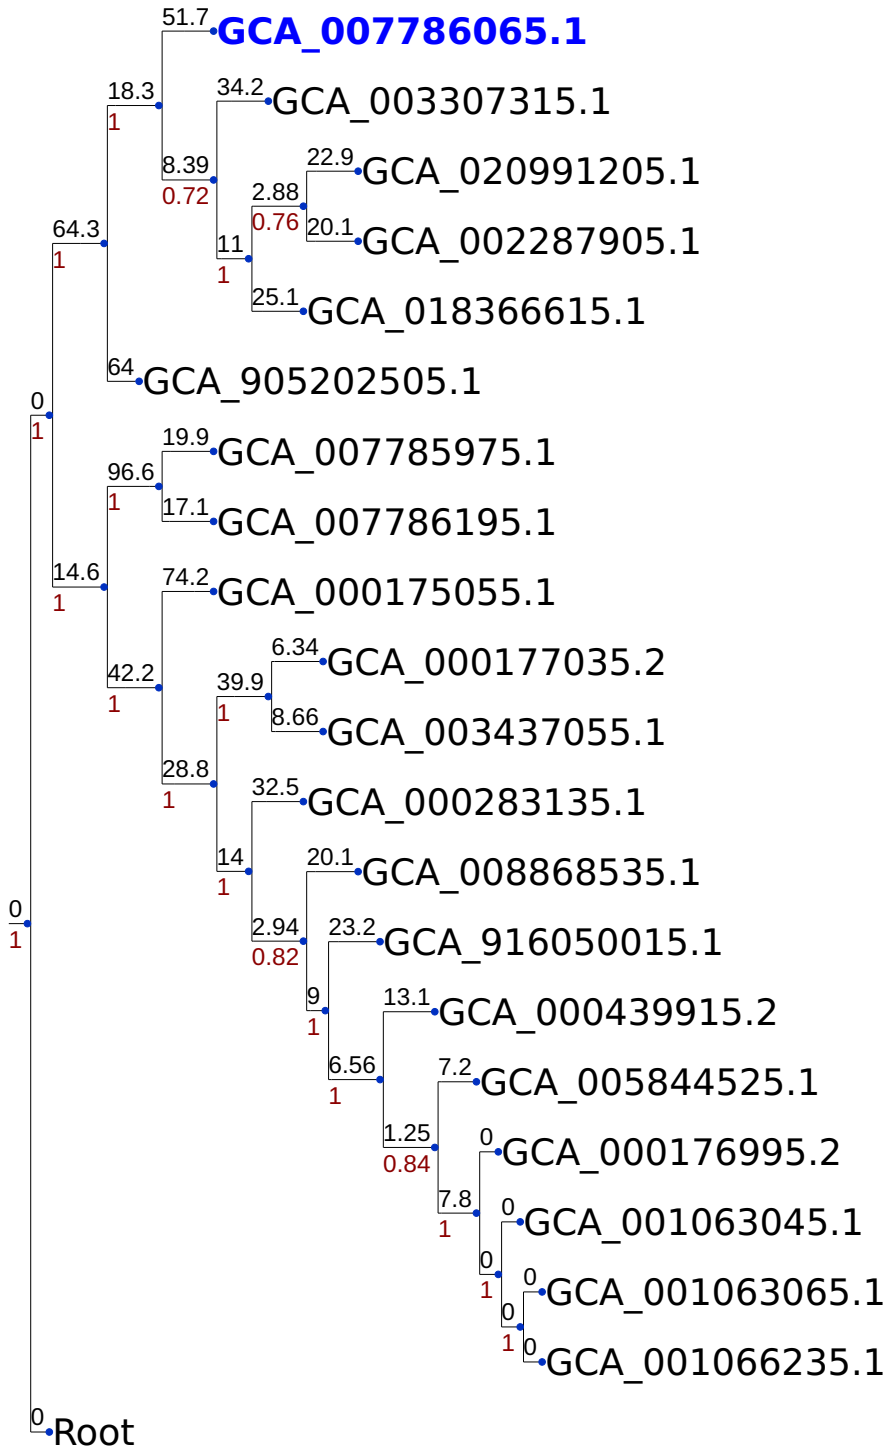 51.7
GCA_007786065.1
18.3
1
34.2
GCA_003307315.1
8.39
0.72
22.9
GCA_020991205.1
2.88
0.76
20.1
GCA_002287905.1
64.3
1
11
1
25.1
GCA_018366615.1
64
GCA_905202505.1
0
1
19.9
GCA_007785975.1
96.6
1
17.1
GCA_007786195.1
14.6
1
74.2
GCA_000175055.1
6.34
GCA_000177035.2
42.2
1
39.9
1
8.66
GCA_003437055.1
28.8
1
32.5
GCA_000283135.1
14
1
20.1
GCA_008868535.1
0
1
2.94
0.82
23.2
GCA_916050015.1
9
1
13.1
GCA_000439915.2
6.56
1
7.2
GCA_005844525.1
1.25
0.84
0
GCA_000176995.2
7.8
1
0
GCA_001063045.1
0
1
0
GCA_001063065.1
0
1
0
GCA_001066235.1
0
Root